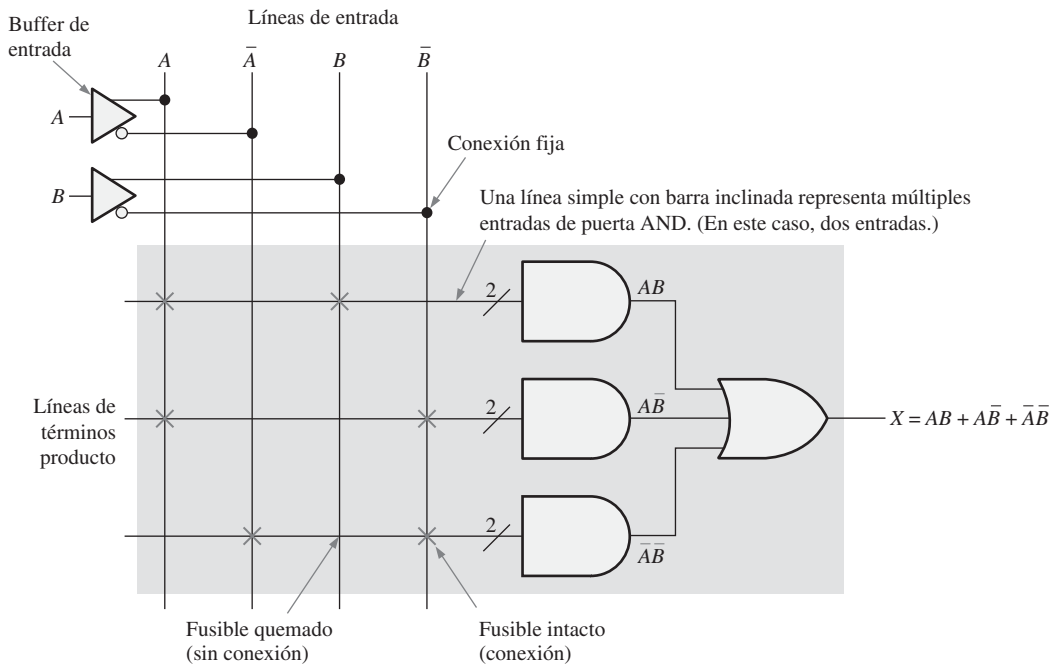 Buffer de
entrada
Líneas de entrada
A
A̅
B
B̅
A
B
Conexión fija
Una línea simple con barra inclinada representa múltiples
entradas de puerta AND. (En este caso, dos entradas.)
2
AB
Líneas de
términos
producto
2
AB̅
X = AB + AB̅ + A̅B̅
2
A̅B̅
Fusible quemado
(sin conexión)
Fusible intacto
(conexión)